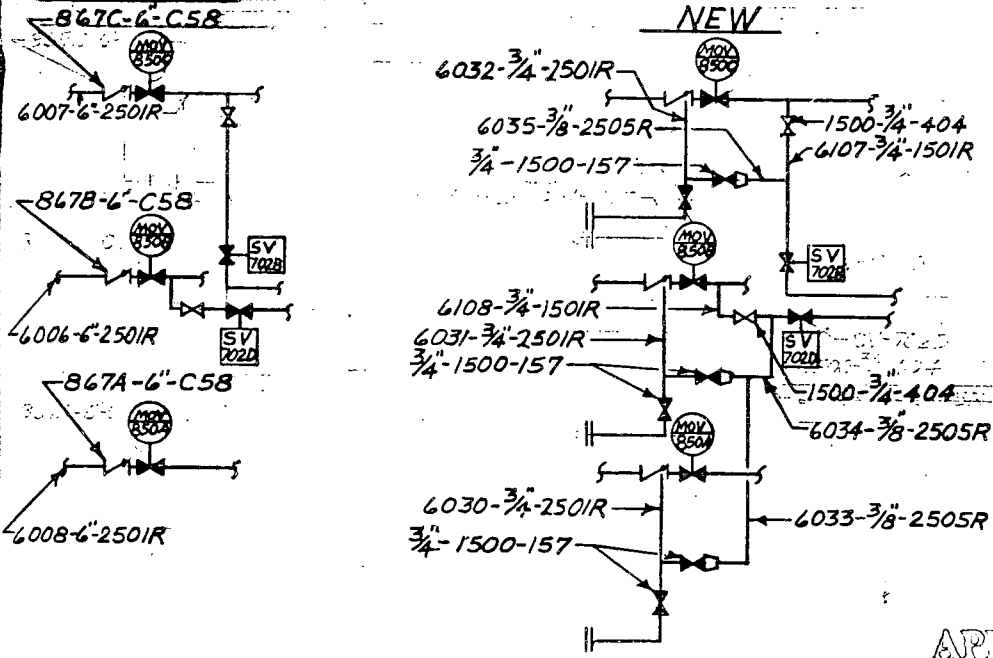 867C-6"-C58
MOV
850C
6007-6"-2501R
867B-6"-C58
MOV
850B
SV
702B
6006-6"-2501R
SV
702D
867A-6"-C58
MOV
850A
6008-6"-2501R
NEW
MOV
850C
6032-3/4"-2501R
6035-3/8"-2505R
3/4"-1500-157
1500-3/4"-404
6107-3/4"-1501R
MOV
850B
SV
702B
6108-3/4"-1501R
6031-3/4"-2501R
3/4"-1500-157
SV
702D
1500-3/4"-404
6034-3/8"-2505R
MOV
850A
6030-3/4"-2501R
6033-3/8"-2505R
3/4"-1500-157